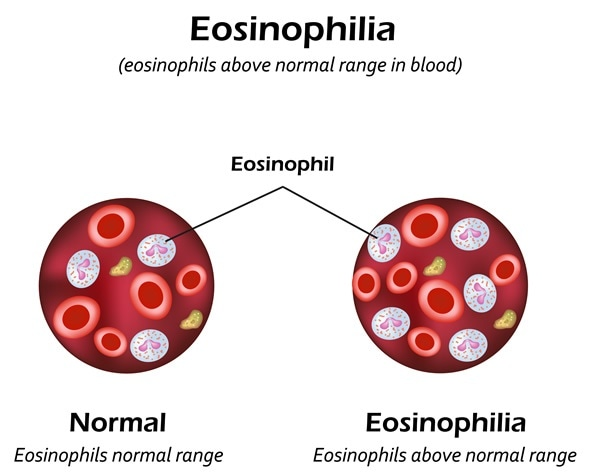 Eosinophilia
(eosinophils above normal range in blood)
Eosinophil
Normal
Eosinophils normal range
Eosinophilia
Eosinophils above normal range